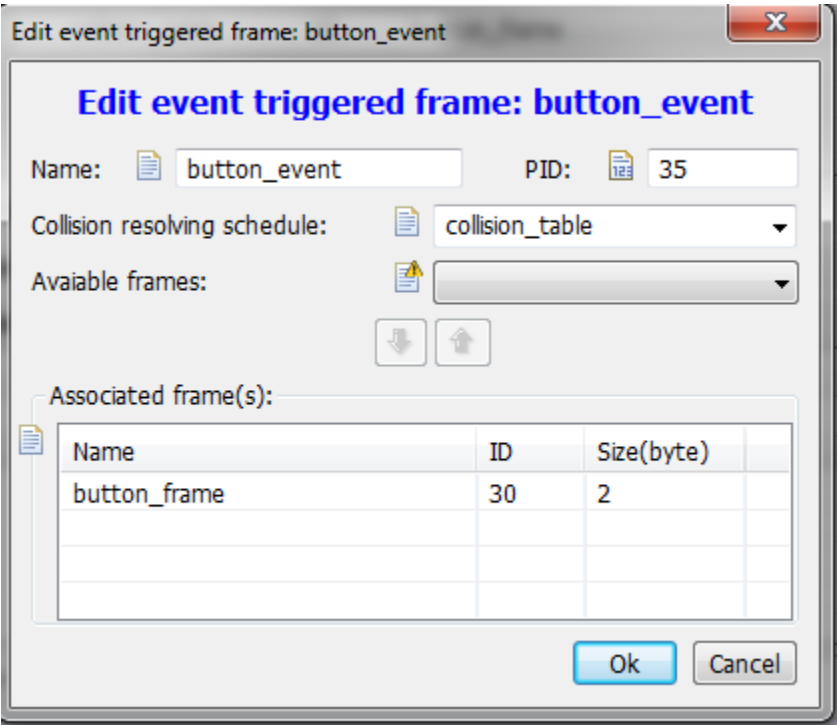 Edit event triggered frame: button_event
Edit event triggered frame: button_event
Name: button_event PID: 123 35
Collision resolving schedule: collision_table
Avaiable frames:
Associated frame(s):
Name ID Size(byte)
button_frame 30 2
Ok Cancel